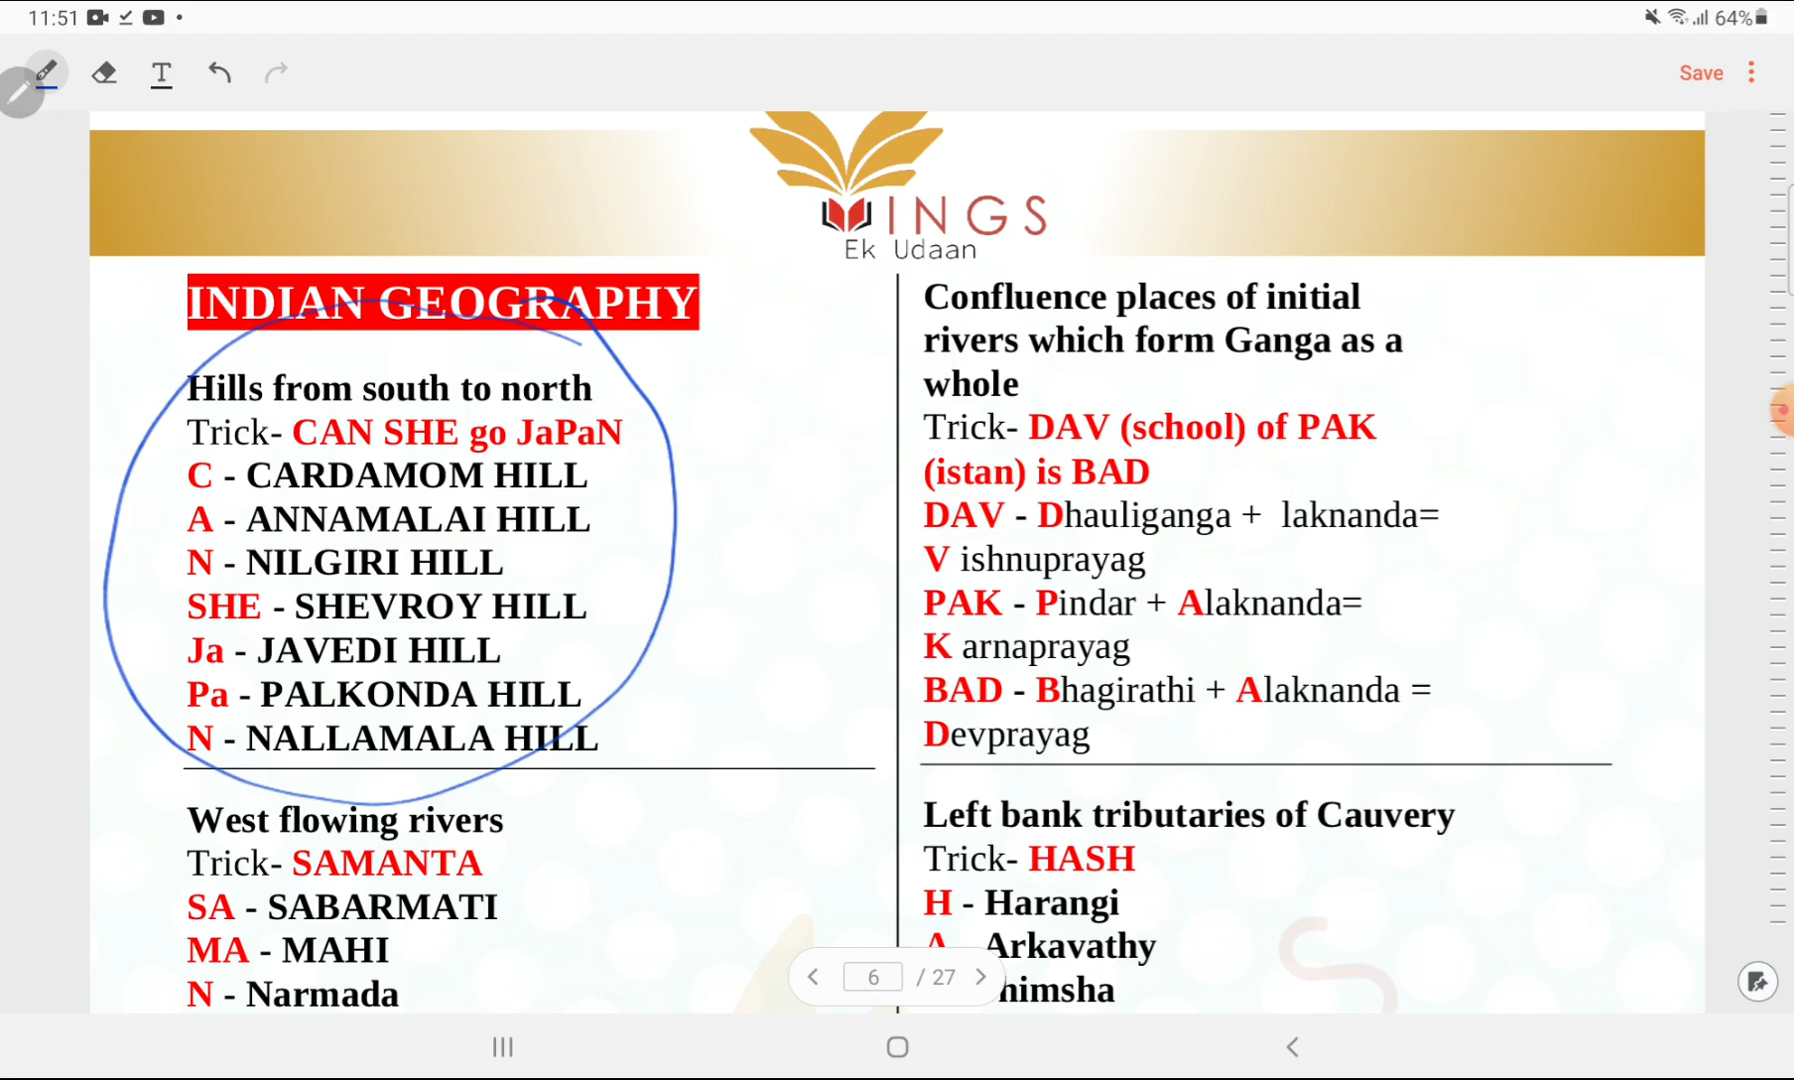 11:51
64%
Save
WINGS
Ek Udaan
INDIAN GEOGRAPHY
Hills from south to north
Trick- CAN SHE go JaPaN
C - CARDAMOM HILL
A - ANNAMALAI HILL
N - NILGIRI HILL
SHE - SHEVROY HILL
Ja - JAVEDI HILL
Pa - PALKONDA HILL
N - NALLAMALA HILL
West flowing rivers
Trick- SAMANTA
SA - SABARMATI
MA - MAHI
N - Narmada
Confluence places of initial
rivers which form Ganga as a
whole
Trick- DAV (school) of PAK
(istan) is BAD
DAV - Dhauliganga + laknanda=
V ishnuprayag
PAK - Pindar + Alaknanda=
K arnaprayag
BAD - Bhagirathi + Alaknanda =
Devprayag
Left bank tributaries of Cauvery
Trick- HASH
H - Harangi
A Arkavathy
himsha
6 / 27